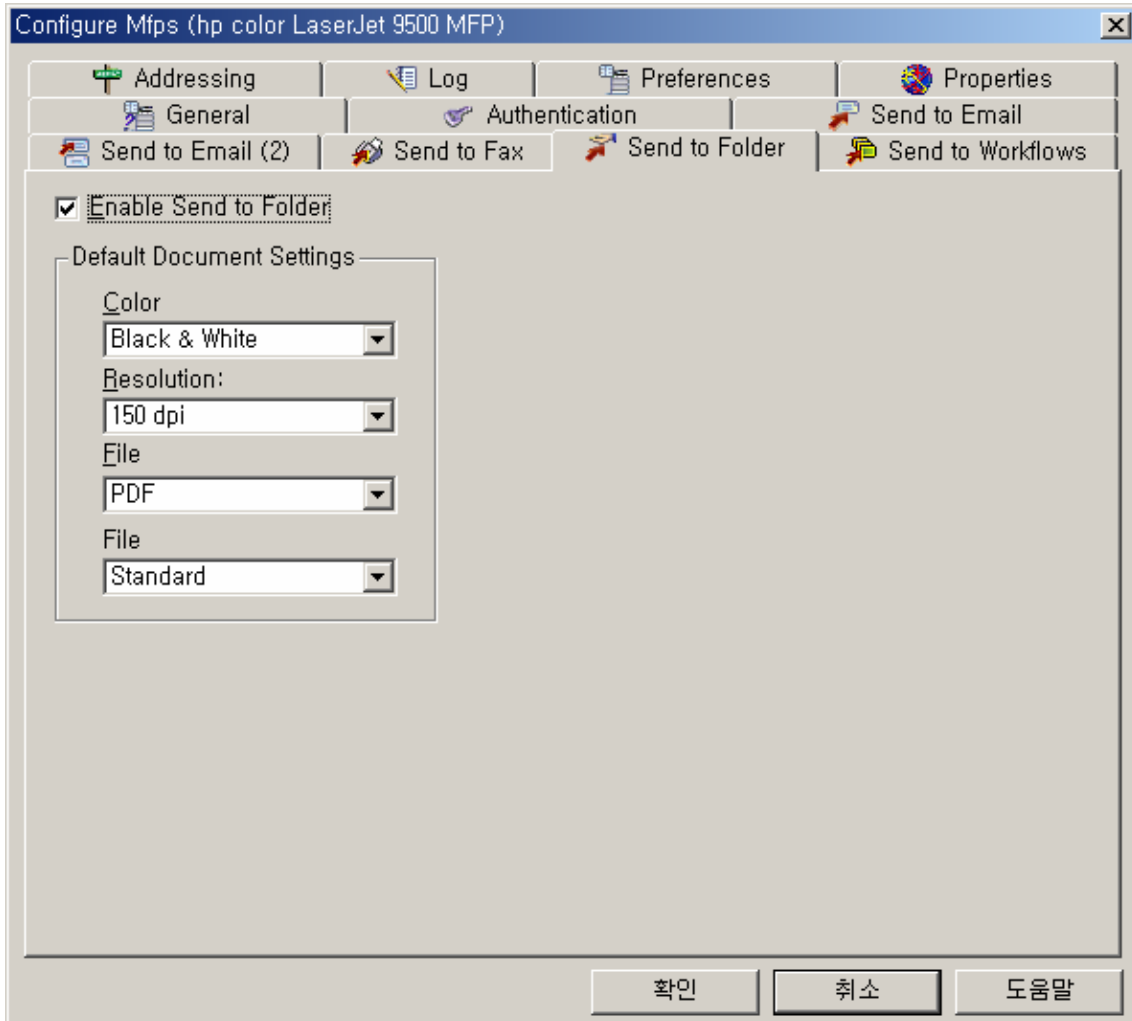 Configure Mfps (hp color LaserJet 9500 MFP)
Addressing Log Preferences Properties
General Authentication Send to Email
Send to Email (2) Send to Fax Send to Folder Send to Workflows
Enable Send to Folder
Default Document Settings
Color
Black & White
Resolution:
150 dpi
File
PDF
File
Standard
확인 취소 도움말